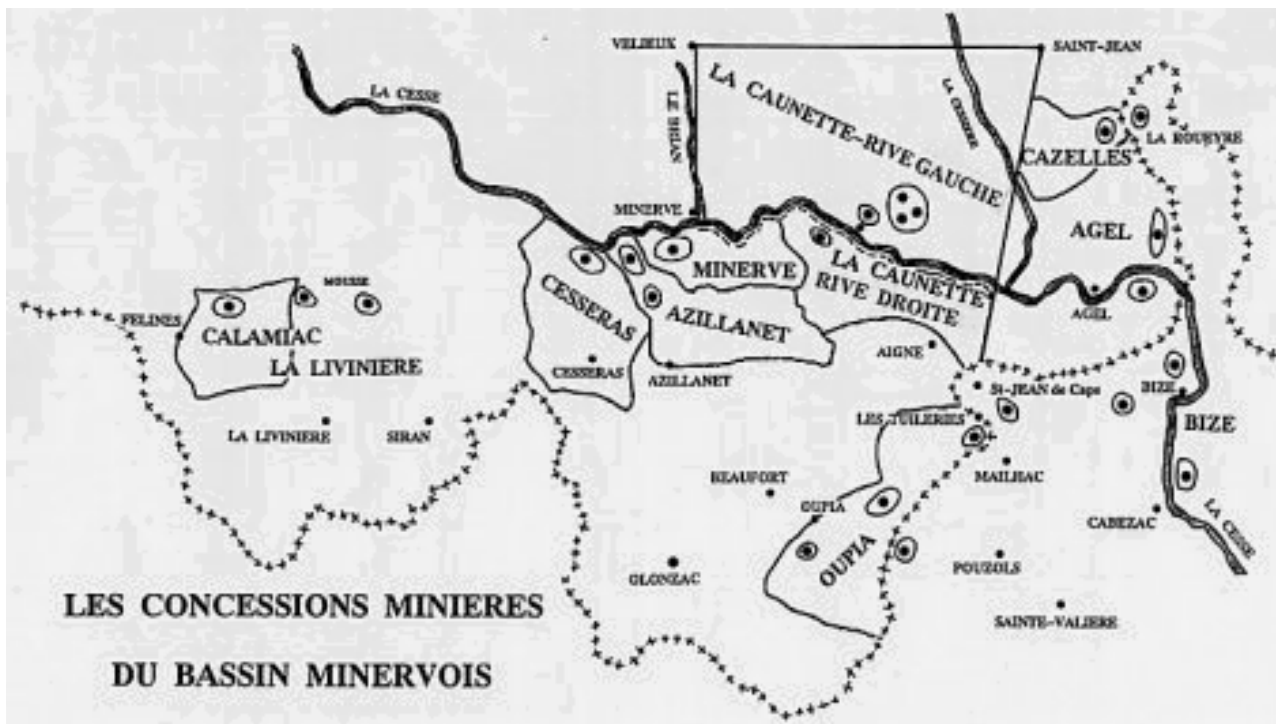 VELIEUX
SAINT-JEAN
LA CESSE
LE BRIAN
LA CAUNETTE-RIVE GAUCHE
LA CESSIERE
CAZELLES
LA ROUEYRE
MINERVE
AGEL
MINERVE
LA CAUNETTE
RIVE DROITE
CESSERAS
AZILLANET
MOUSSE
FELINES
CALAMIAC
LA LIVINIERE
AGEL
AIGNE
CESSERAS
AZILLANET
St-JEAN de Caps
BIZE
BIZE
LES TUILERIES
LA LIVINIERE
SIRAN
MAILHAC
BEAUFORT
OUPIA
CABEZAC
LA CESSE
OUPIA
OLONZAC
POUZOLS
SAINTE-VALIERE
LES CONCESSIONS MINIERES
DU BASSIN MINERVOIS